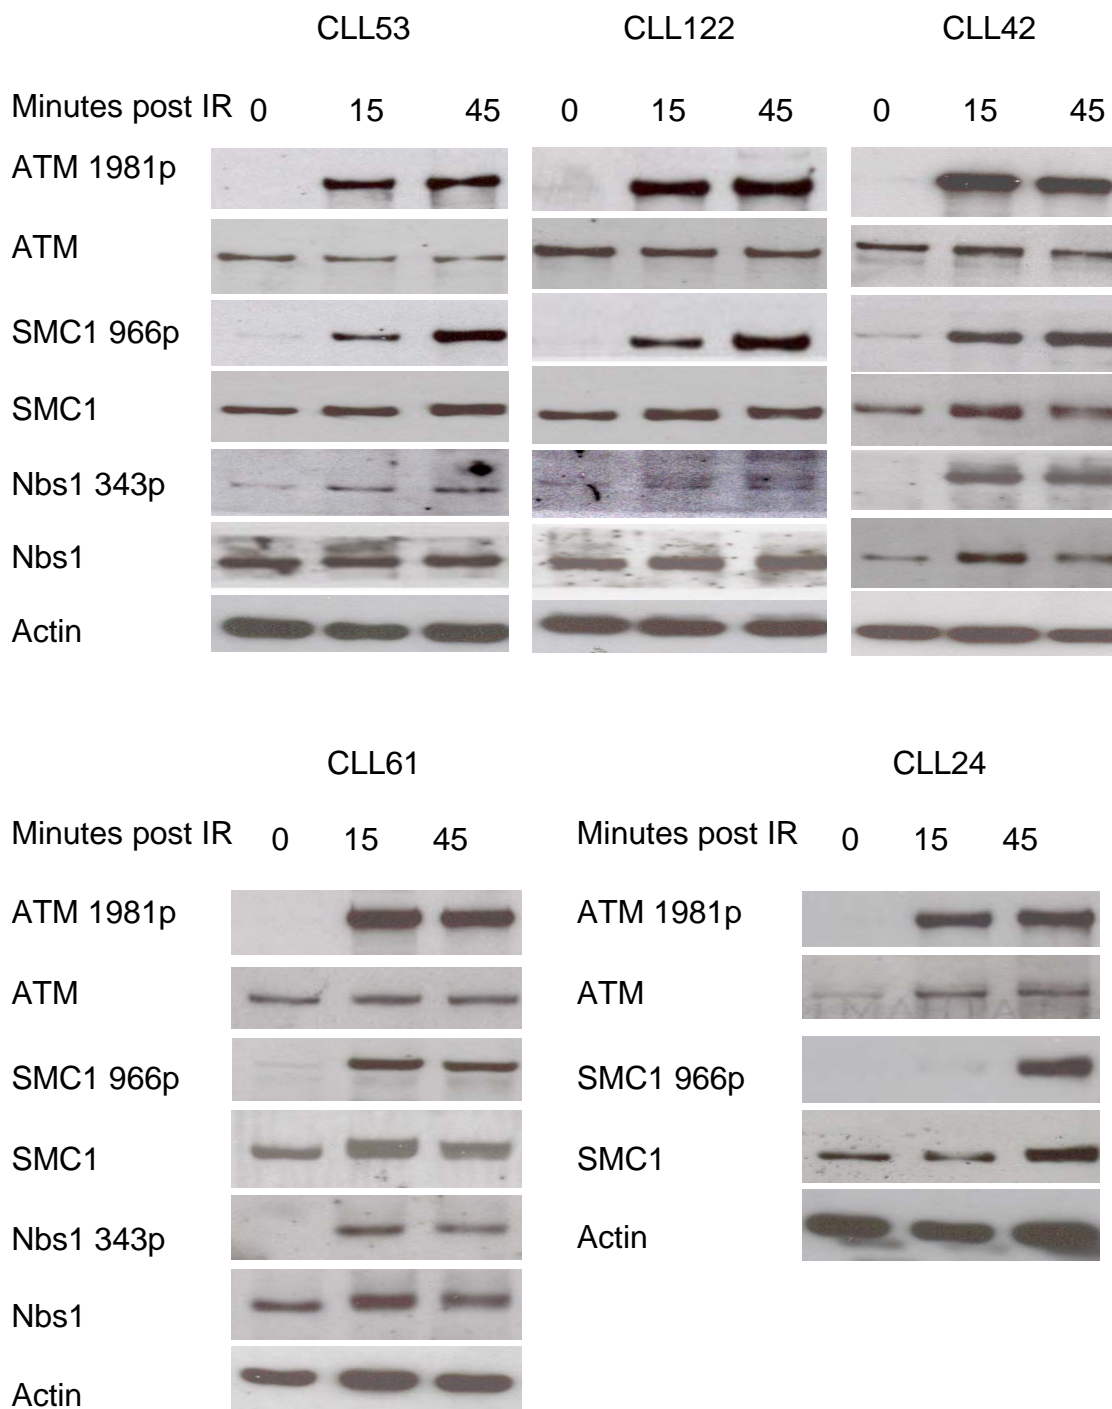 CLL53 CLL122 CLL42
Minutes post IR 0 15 45 0 15 45 0 15 45
ATM 1981p
ATM
SMC1 966p
SMC1
Nbs1 343p
Nbs1
Actin
CLL61 CLL24
Minutes post IR 0 15 45 Minutes post IR 0 15 45
ATM 1981p ATM 1981p
ATM ATM
SMC1 966p SMC1 966p
SMC1 SMC1
Nbs1 343p Actin
Nbs1
Actin